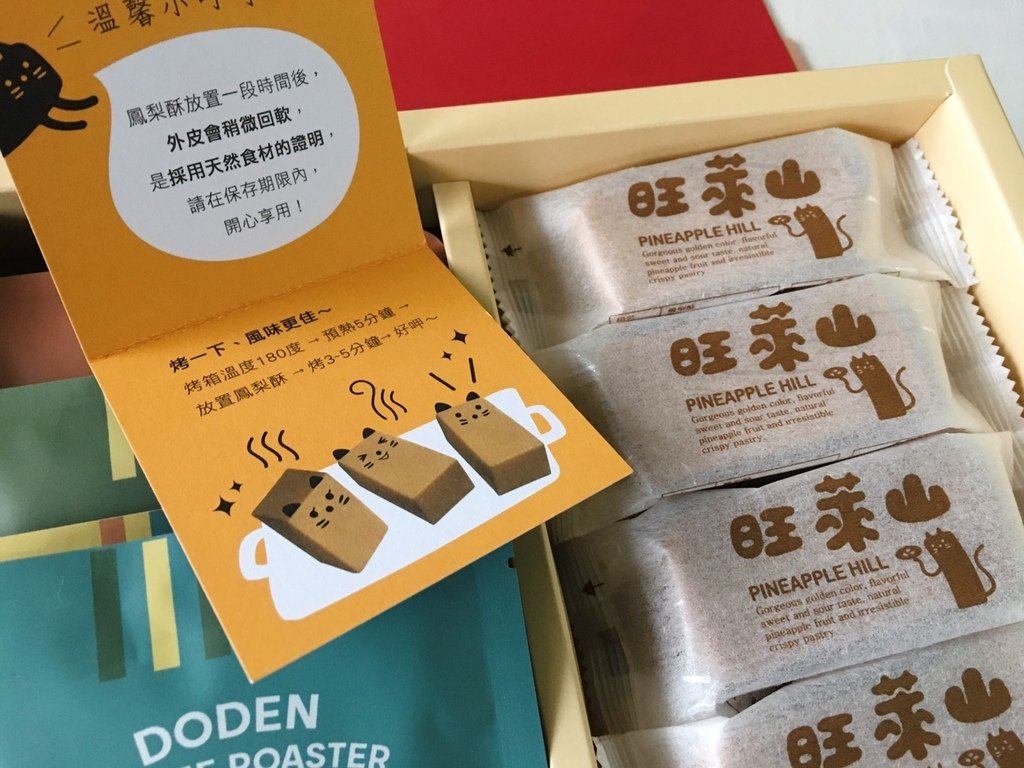 溫馨小
鳳梨酥放置一段時間後，
外皮會稍微回軟，
是採用天然食材的證明，
請在保存期限內，
開心享用！
烤一下、風味更佳～
烤箱溫度180度 → 預熱5分鐘 →
放置鳳梨酥 → 烤3-5分鐘→ 好呷～
DODEN
ROASTER
旺萊山
PINEAPPLE HILL
Gorgeous golden color, flavorful
sweet and sour taste, natural
pineapple fruit and irresistible
crispy pastry.
旺萊山
PINEAPPLE HILL
Gorgeous golden color, flavorful
sweet and sour taste, natural
pineapple fruit and irresistible
crispy pastry.
旺萊山
PINEAPPLE HILL
Gorgeous golden color, flavorful
sweet and sour taste, natural
pineapple fruit and irresistible
crispy pastry.
旺萊山